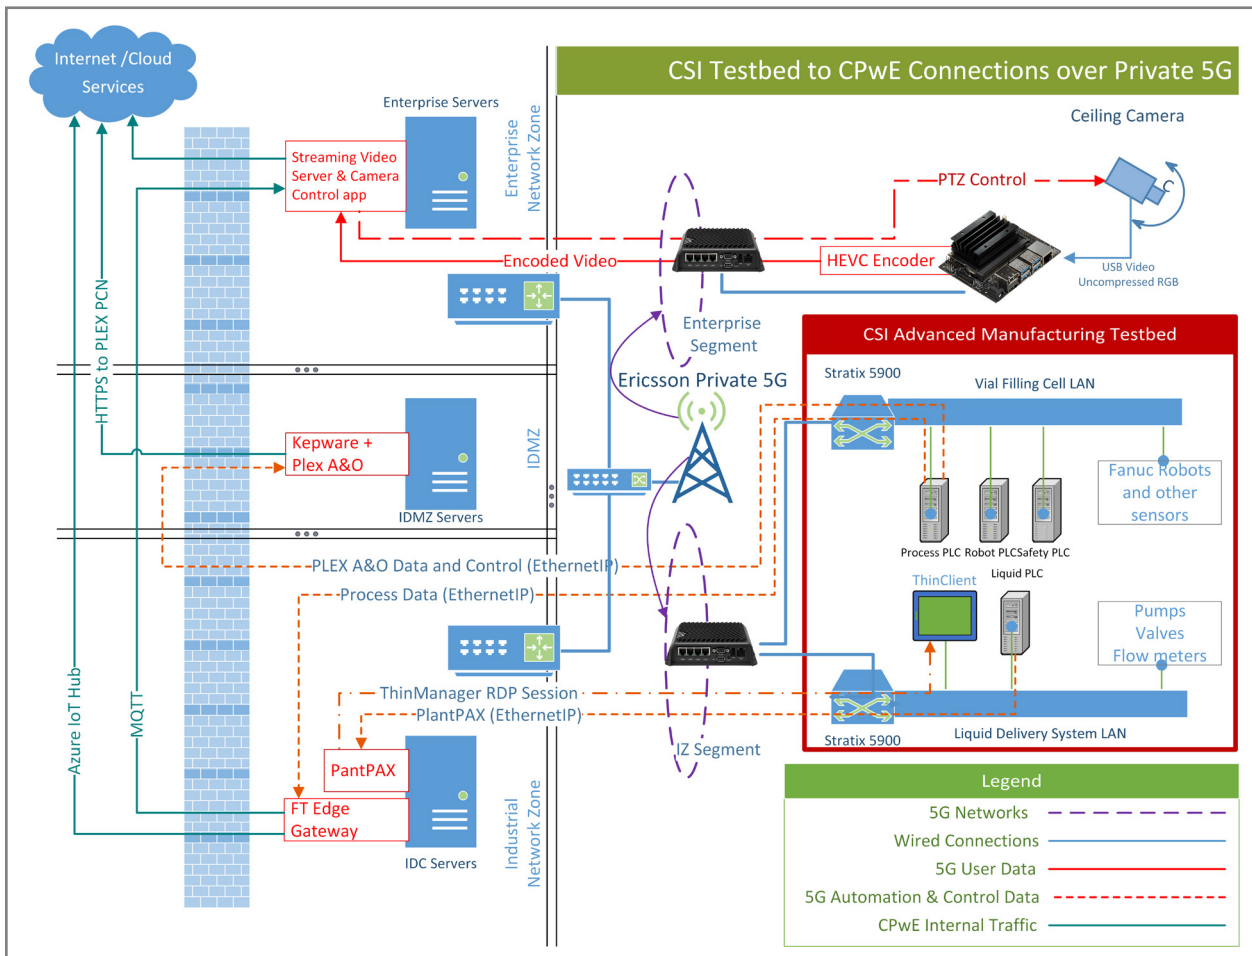 CSI Testbed to CPwE Connections over Private 5G
Internet /Cloud
Services
Enterprise Servers
Streaming Video
Server & Camera
Control app
Enterprise
Network Zone
Ceiling Camera
PTZ Control
Encoded Video
HEVC Encoder
USB Video
Uncompressed RGB
Enterprise
Segment
HTTPS to PLEX PCN
Ericsson Private 5G
CSI Advanced Manufacturing Testbed
Stratix 5900
Vial Filling Cell LAN
Kepware +
Plex A&O
IDMZ
IDMZ Servers
Fanuc Robots
and other
sensors
Process PLC
Robot PLC
Safety PLC
PLEX A&O Data and Control (EthernetIP)
Process Data (EthernetIP)
ThinClient
Liquid PLC
Pumps
Valves
Flow meters
Azure IoT Hub
MQTT
ThinManager RDP Session
PlantPAX (EthernetIP)
IZ Segment
Stratix 5900
Liquid Delivery System LAN
PantPAX
FT Edge
Gateway
IDC Servers
Industrial
Network Zone
Legend
5G Networks
Wired Connections
5G User Data
5G Automation & Control Data
CPwE Internal Traffic